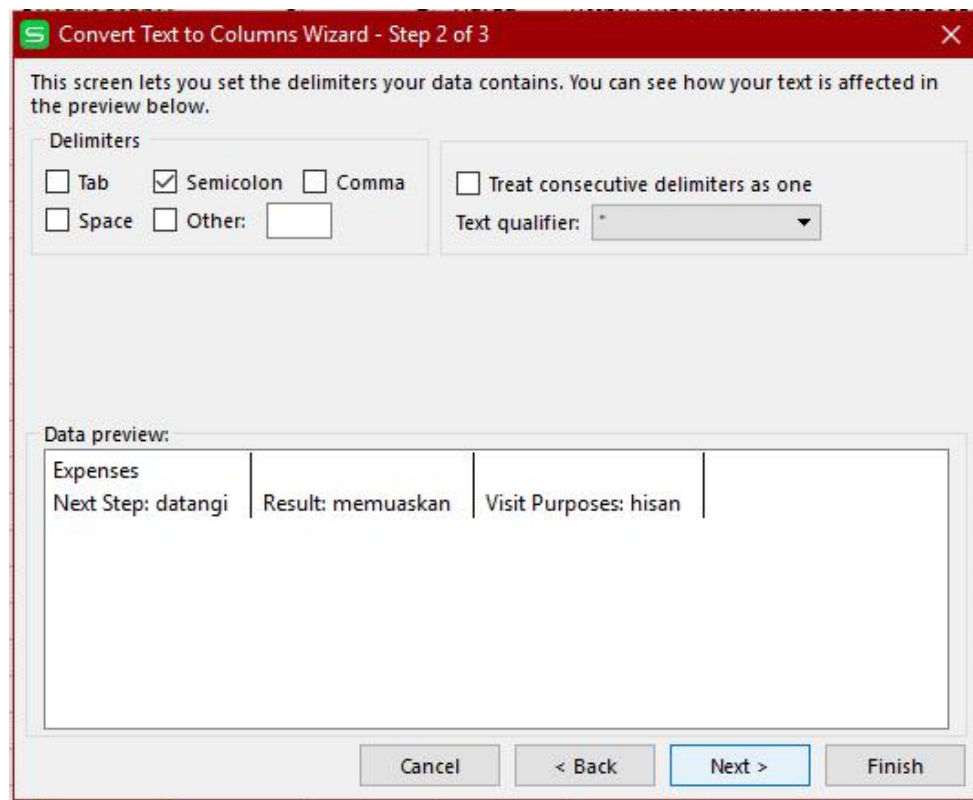 Convert Text to Columns Wizard - Step 2 of 3
This screen lets you set the delimiters your data contains. You can see how your text is affected in
the preview below.
Delimiters
Tab Semicolon Comma
Space Other:
Treat consecutive delimiters as one
Text qualifier: "
Data preview:
Expenses
Next Step: datangi Result: memuaskan Visit Purposes: hisan
Cancel < Back Next > Finish